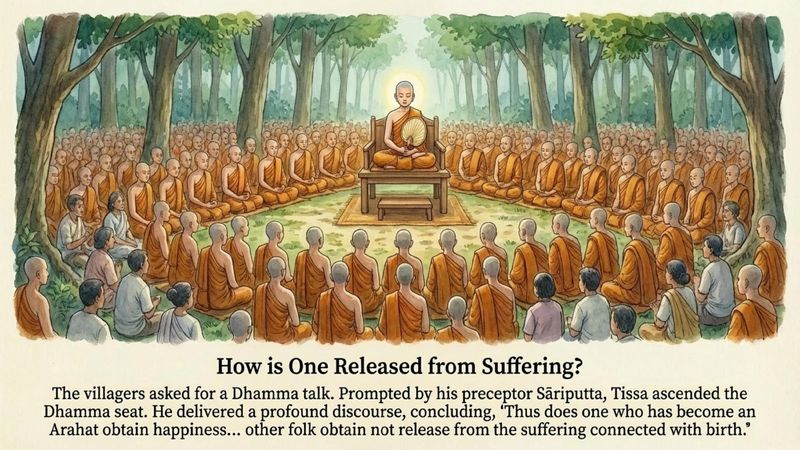 How is One Released from Suffering?
The villagers asked for a Dhamma talk. Prompted by his preceptor Sāriputta, Tissa ascended the
Dhamma seat. He delivered a profound discourse, concluding, ‘Thus does one who has become an
Arahat obtain happiness... other folk obtain not release from the suffering connected with birth.’